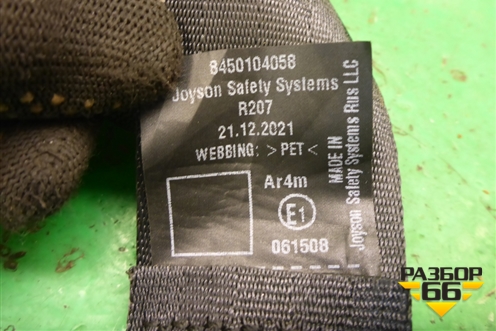 8450104058
Joyson Safety Systems
R207
21.12.2021
WEBBING: >PET<
Ar4m
E1
061508
MADE IN
Joyson Safety Systems Rus LLC
РАЗБОР
66